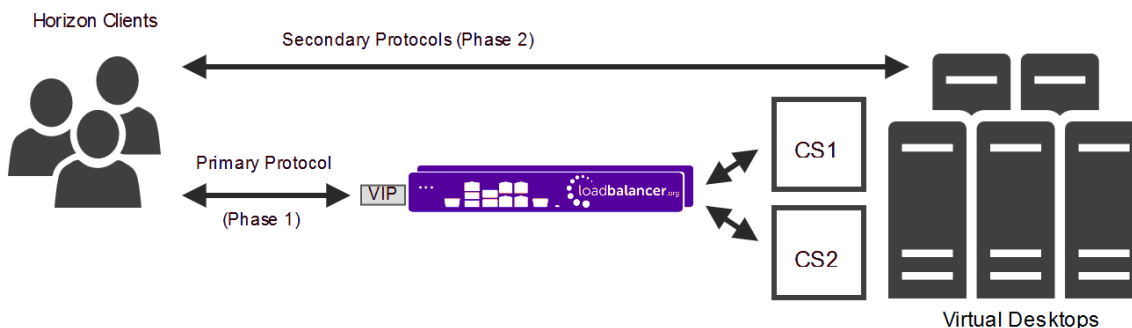 Horizon Clients
Secondary Protocols (Phase 2)
Primary Protocol
(Phase 1)
VIP
loadbalancer.org
CS1
CS2
Virtual Desktops